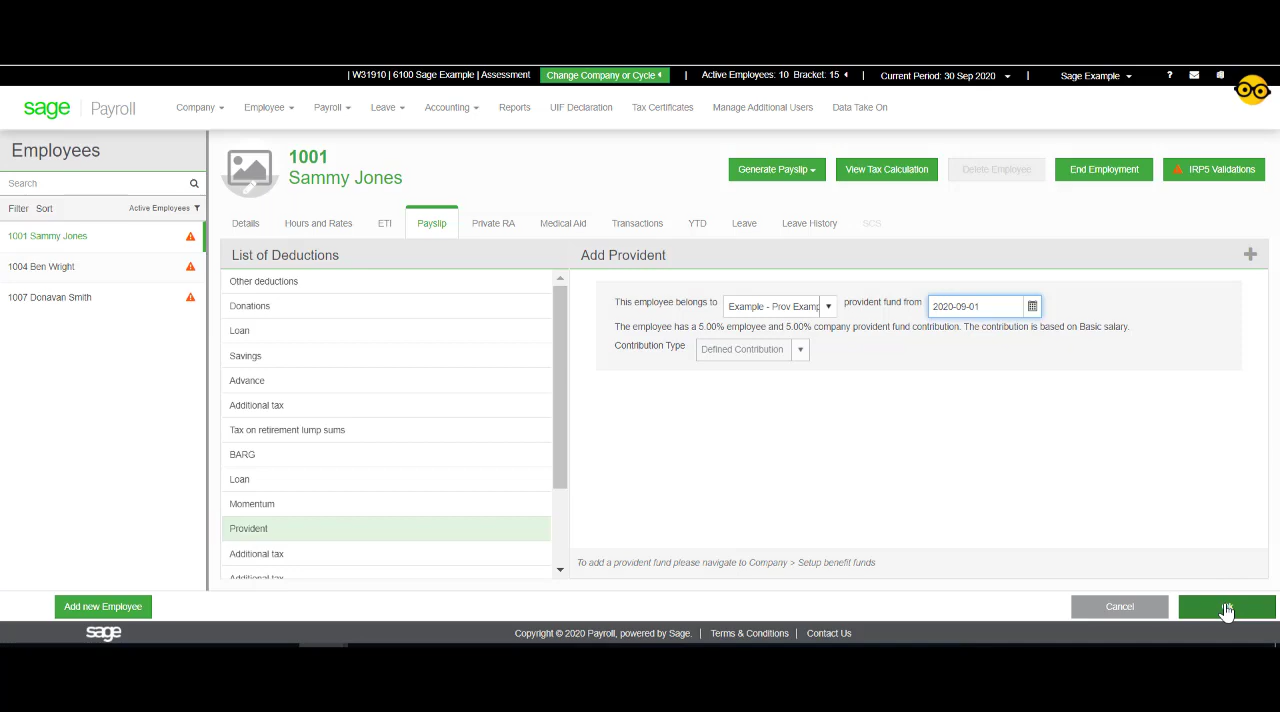 | W31910 | 6100 Sage Example | Assessment Change Company or Cycle | Active Employees: 10 Bracket: 15 | Current Period: 30 Sep 2020 | Sage Example ?
sage Payroll Company Employee Payroll Leave Accounting Reports UIF Declaration Tax Certificates Manage Additional Users Data Take On
Employees
Search
Filter Sort Active Employees
1001 Sammy Jones
1004 Ben Wright
1007 Donavan Smith
1001
Sammy Jones
Generate Payslip View Tax Calculation Delete Employee End Employment IRP5 Validations
Details Hours and Rates ETI Payslip Private RA Medical Aid Transactions YTD Leave Leave History SCS
List of Deductions
Other deductions
Donations
Loan
Savings
Advance
Additional tax
Tax on retirement lump sums
BARG
Loan
Momentum
Provident
Additional tax
Additional tax
Add Provident
This employee belongs to Example - Prov Examp provident fund from 2020-09-01
The employee has a 5.00% employee and 5.00% company provident fund contribution. The contribution is based on Basic salary.
Contribution Type Defined Contribution
To add a provident fund please navigate to Company > Setup benefit funds
Add new Employee Cancel
sage Copyright © 2020 Payroll, powered by Sage. | Terms & Conditions | Contact Us